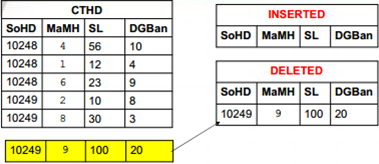 CTHD
SoHD MaMH SL DGBan
10248 4 56 10
10248 1 12 4
10248 6 23 9
10249 2 10 8
10249 8 30 3
10249 9 100 20
INSERTED
SoHD MaMH SL DGBan
DELETED
SoHD MaMH SL DGBan
10249 9 100 20